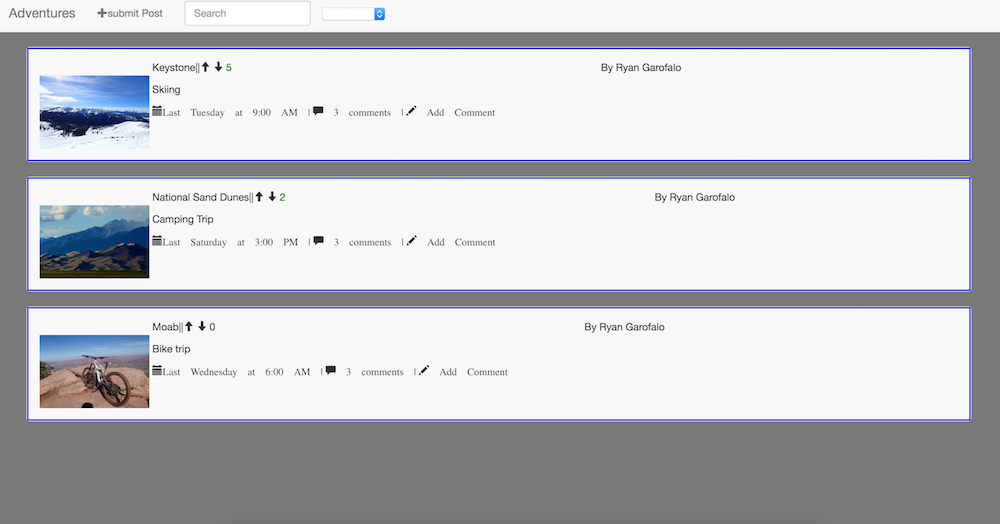 Adventures submit Post Search
Keystone|| 5 By Ryan Garofalo
Skiing
Last Tuesday at 9:00 AM | 3 comments | Add Comment
National Sand Dunes|| 2 By Ryan Garofalo
Camping Trip
Last Saturday at 3:00 PM | 3 comments | Add Comment
Moab|| 0 By Ryan Garofalo
Bike trip
Last Wednesday at 6:00 AM | 3 comments | Add Comment